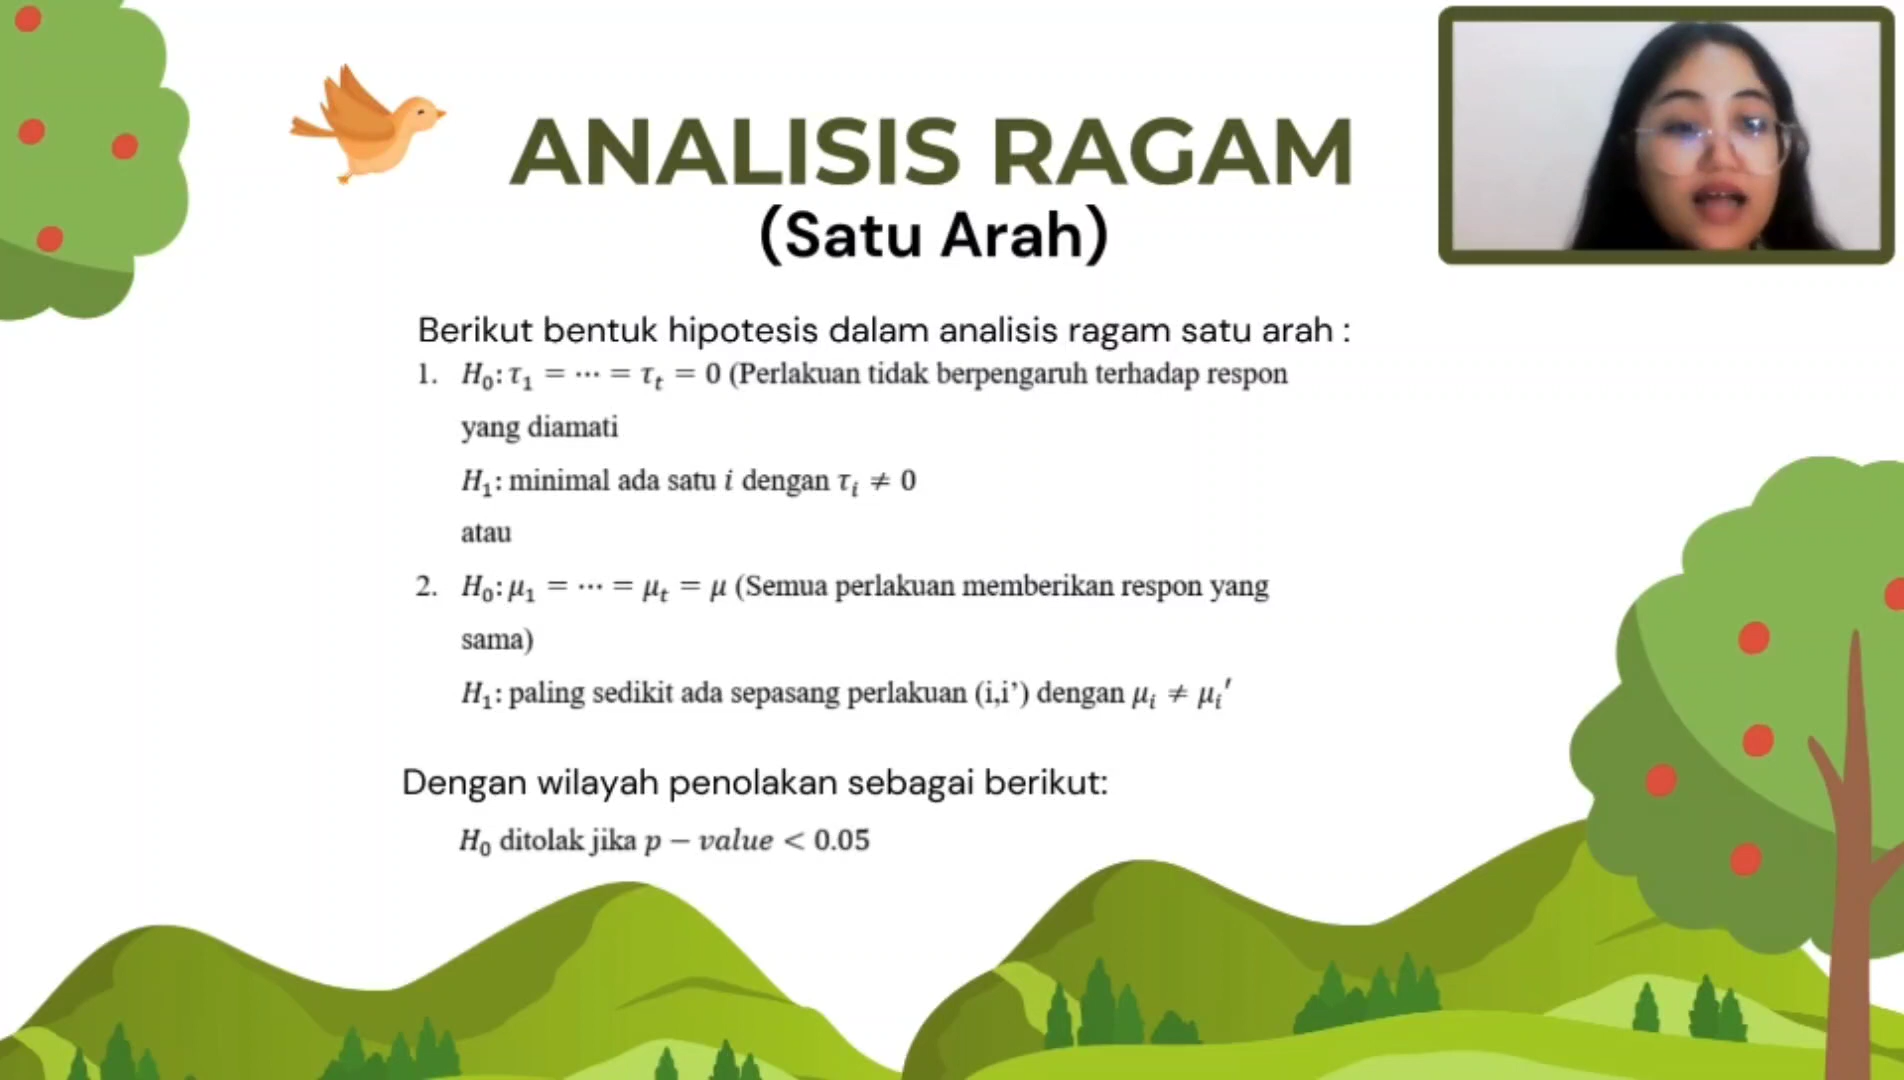 ANALISIS RAGAM
(Satu Arah)
Berikut bentuk hipotesis dalam analisis ragam satu arah :
1. H₀: τ₁ = ⋯ = τₜ = 0 (Perlakuan tidak berpengaruh terhadap respon
yang diamati
H₁: minimal ada satu i dengan τᵢ ≠ 0
atau
2. H₀: μ₁ = ⋯ = μₜ = μ (Semua perlakuan memberikan respon yang
sama)
H₁: paling sedikit ada sepasang perlakuan (i,i’) dengan μᵢ ≠ μᵢ′
Dengan wilayah penolakan sebagai berikut:
H₀ ditolak jika p − value < 0.05